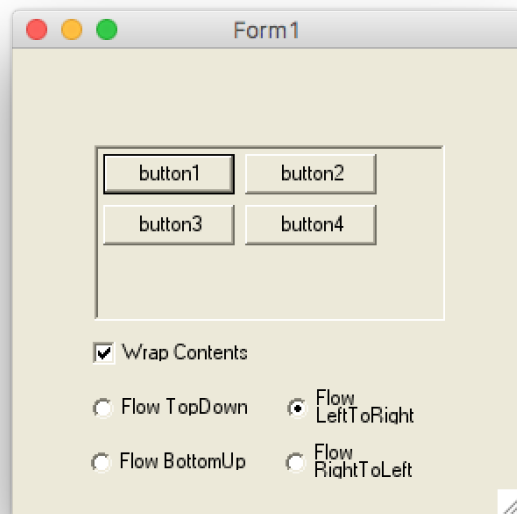 Form1
button1
button2
button3
button4
Wrap Contents
Flow TopDown
Flow
LeftToRight
Flow BottomUp
Flow
RightToLeft